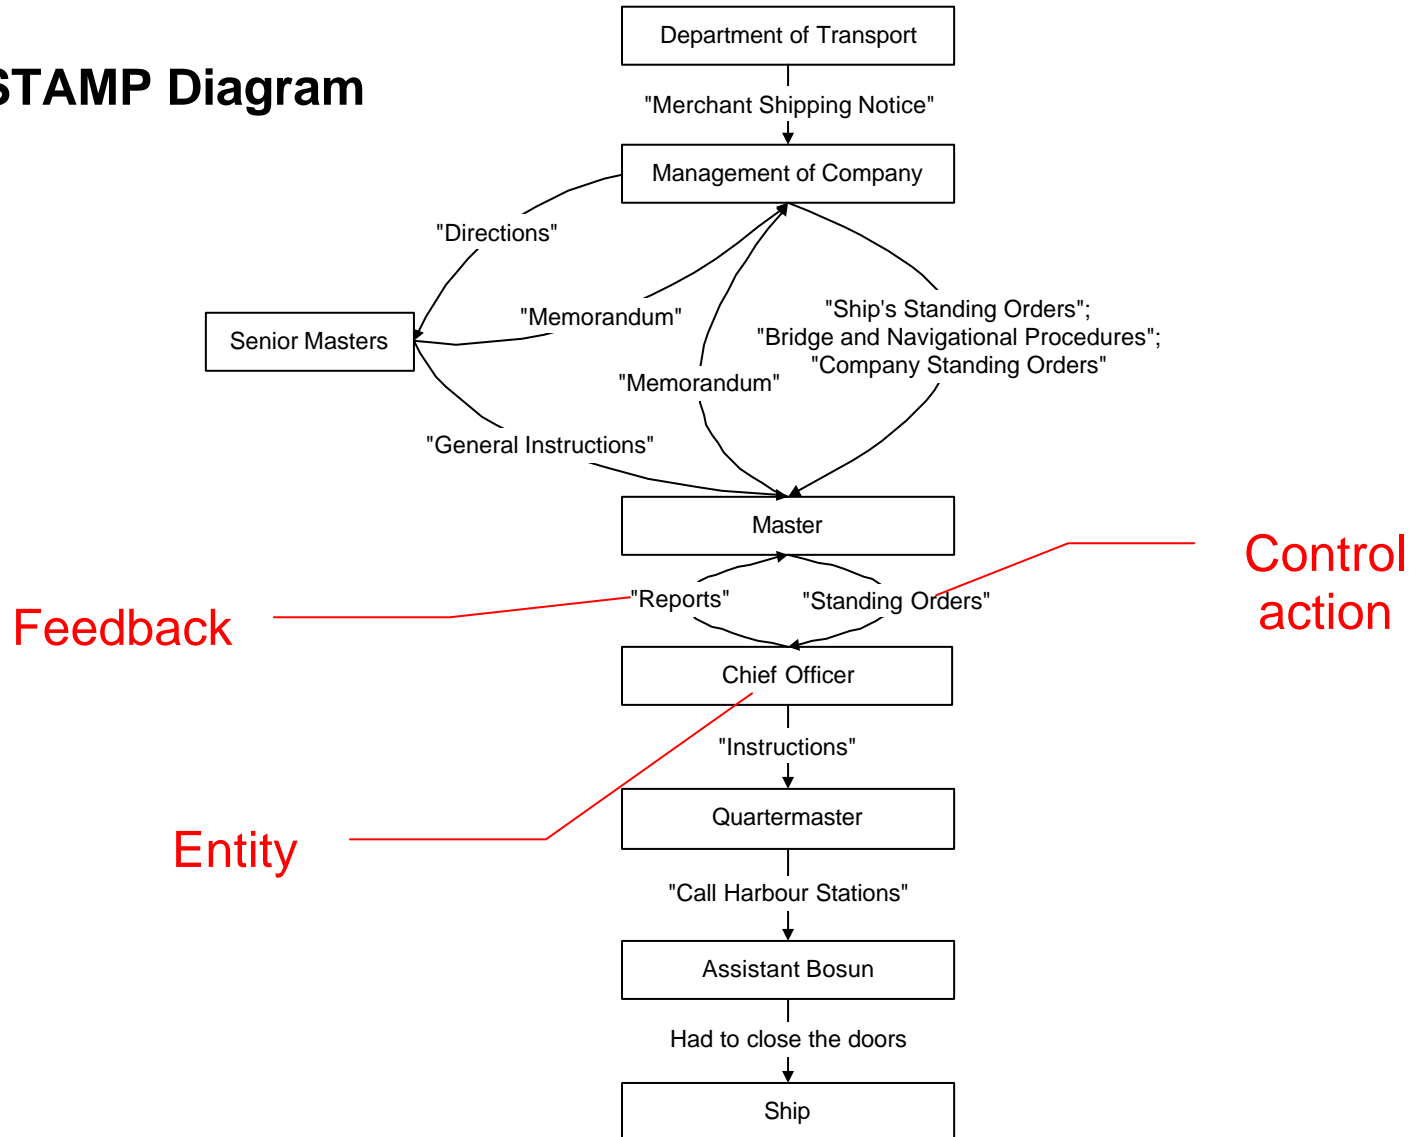 Department of Transport
STAMP Diagram
"Merchant Shipping Notice"
Management of Company
"Directions"
"Memorandum"
"Ship's Standing Orders";
"Bridge and Navigational Procedures";
"Company Standing Orders"
Senior Masters
"Memorandum"
"General Instructions"
Master
Control
action
"Reports"
"Standing Orders"
Feedback
Chief Officer
"Instructions"
Quartermaster
Entity
"Call Harbour Stations"
Assistant Bosun
Had to close the doors
Ship